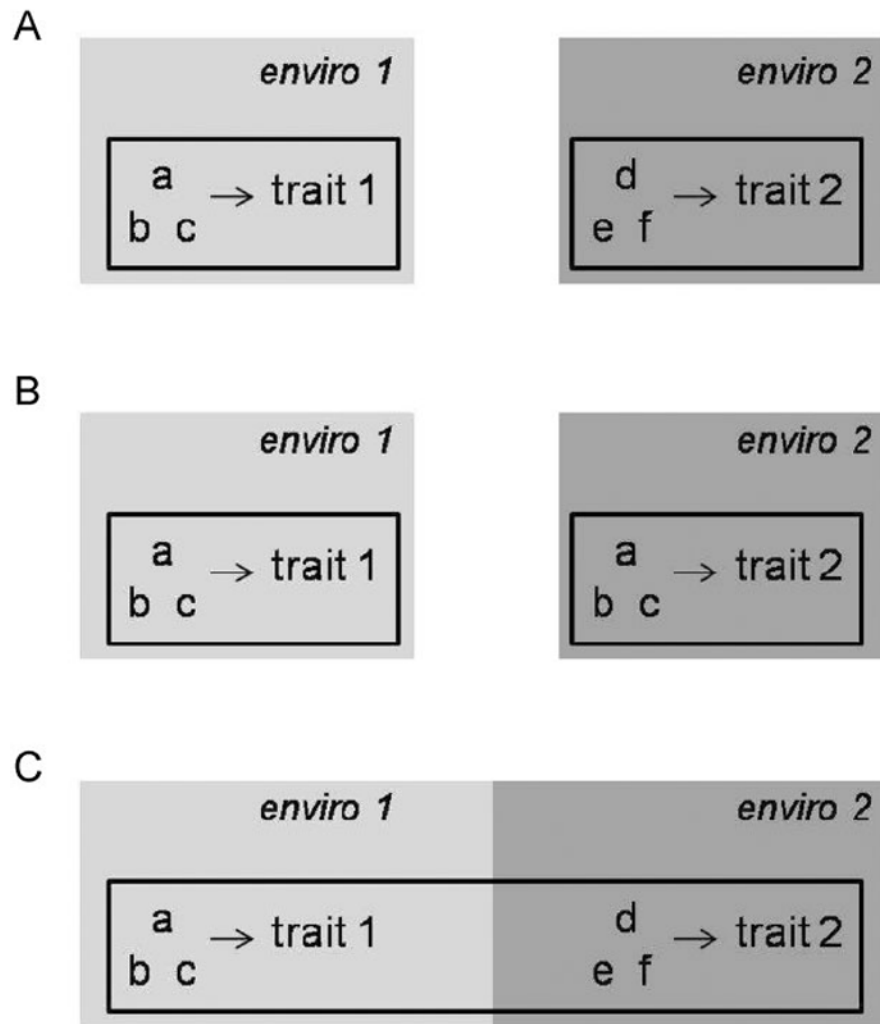 A
enviro 1 enviro 2
a d
→ trait 1 → trait 2
b c e f
B
enviro 1 enviro 2
a a
→ trait 1 → trait 2
b c b c
C
enviro 1 enviro 2
a d
→ trait 1 → trait 2
b c e f